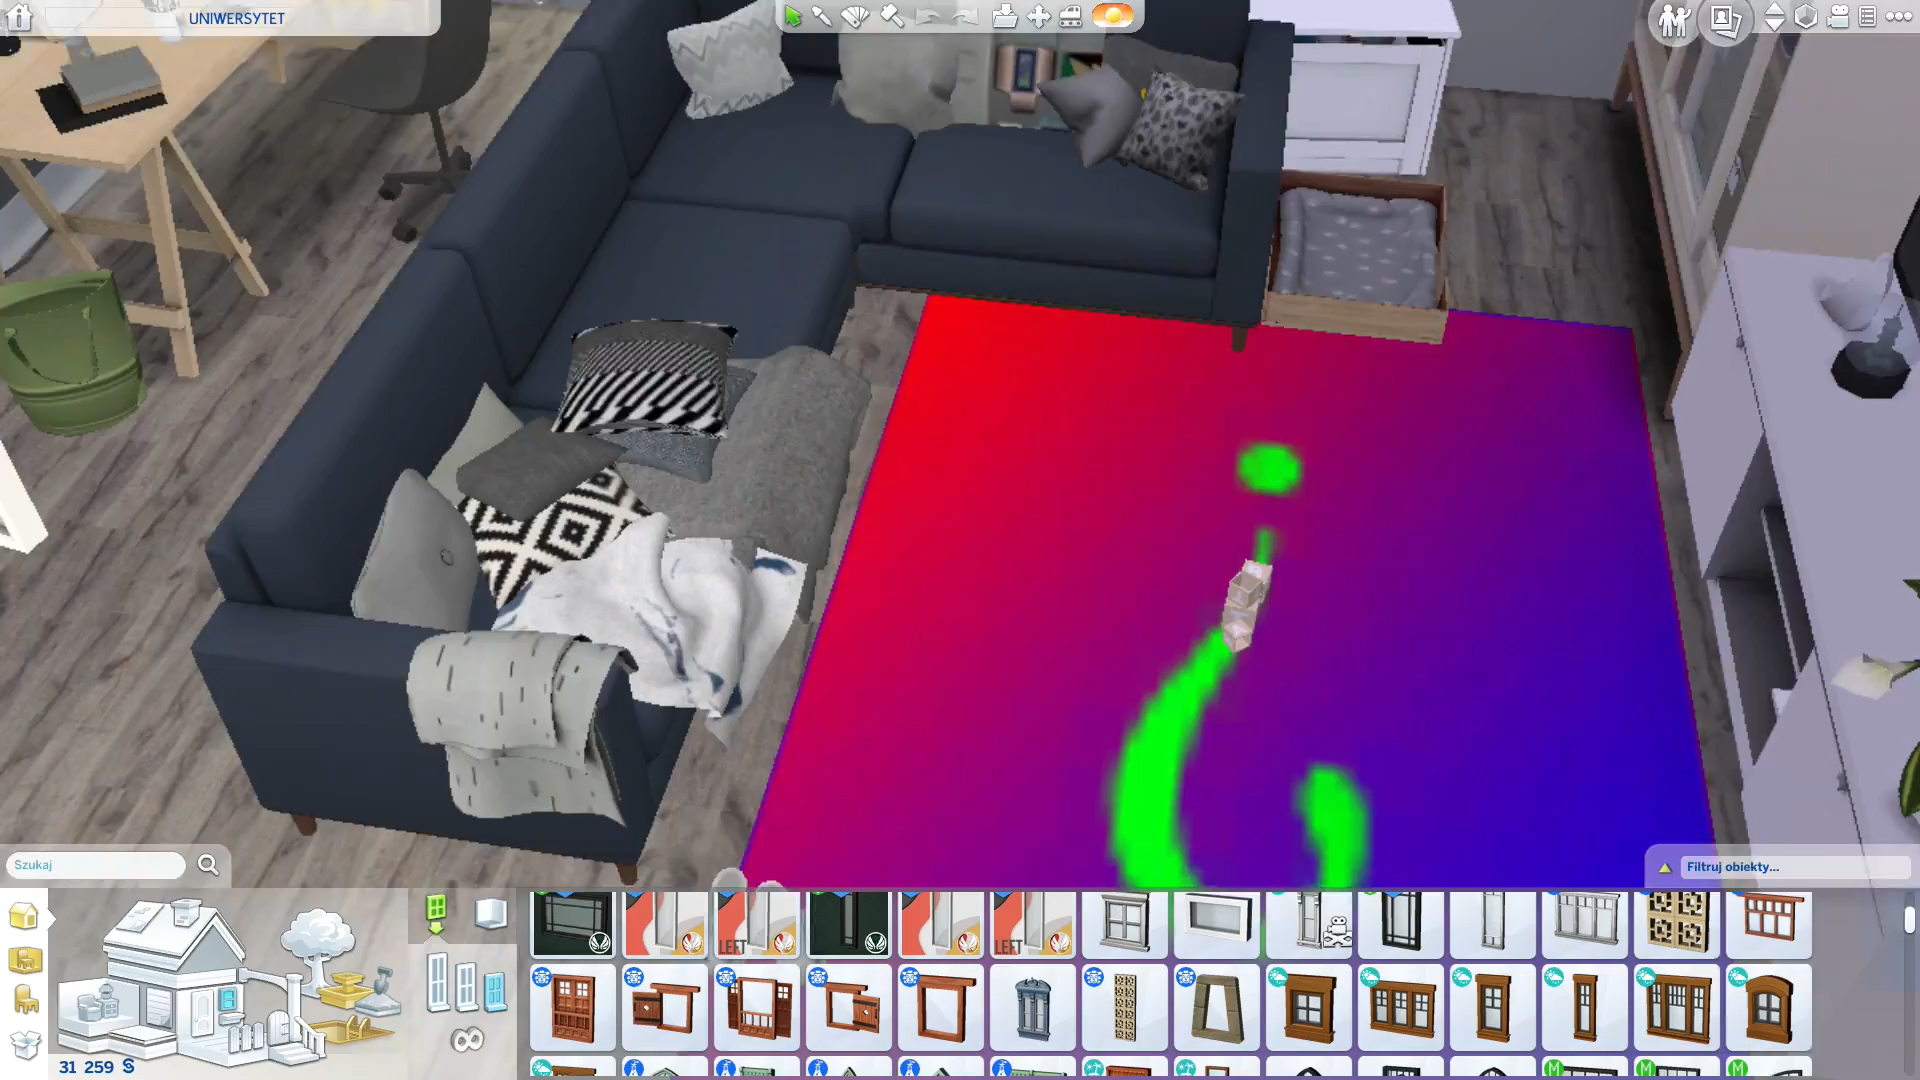 UNIWERSYTET
Szukaj
Filtruj obiekty...
LEFT
LEFT
31 259 §